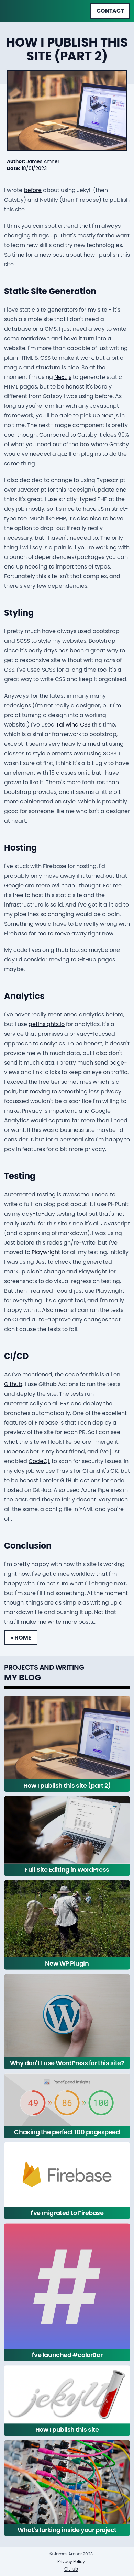 CONTACT
HOW I PUBLISH THIS
SITE (PART 2)
Author: James Amner
Date: 18/01/2023
I wrote before about using Jekyll (then
Gatsby) and Netlify (then Firebase) to publish
this site.
I think you can spot a trend that I'm always
changing things up. That's mostly because I
want to learn new skills and try new tech stacks.
So time for a new post about how I publish this
site:
Static Site Generation
I love static site generators for my site - it's
such a simple site that I don't need a
database or a CMS, I just need a way to write
some markdown and have it turn into a
website. I'm more than capable of just writing
plain HTML & CSS to make it work, but a bit of
magic and structure is nice. So at the
moment I'm using Next.js to generate static
HTML pages, but to be honest it's barely
different from Gatsby I was using before. As
long as you're familiar with any Javascript
framework, you'll be able to pick up Next.js in
no time. The next-image component is pretty
cool though. Compared to Gatsby it does 99%
of what you need out of the box where Gatsby
would've needed a gazillion plugins to do the
same thing.
I also decided to change to using Typescript
over Javascript for this redesign/update and I
think it's great. I use strictly-typed PHP at the
day job nowadays, so it's nice to have JS in strict-
types too. Much like PHP, it's always nice to
have an option to drop out of it really
necessary, but I haven't needed to. The only
thing I will say is a pain is if you're working with
a bunch of dependencies/packages you can
end up needing to install a types package.
Fortunately this site isn't that complex, and
there's very few dependencies.
Styling
I pretty much have always used bootstrap
and SCSS to style my websites. Bootstrap
does it early it's basics, so it's been a great way to style
a responsive website without writing tons of
CSS. I've used SCSS for a long time too, it's a
great way to write CSS and keep it organised.
Anyways, for the latest in many many
redesigns (I'm not really a designer, but I'm
pro at turning a design into a working
website!) I've used Tailwind CSS this time,
which is a similar framework to bootstrap,
except it seems very heavily aimed at using
classes to style elements over using SCSS. I
wasn't sure at first, I think it's a bit ugly to have
an element with 15 classes on it, but I have
grown to like it. There's more features than
bootstrap provides, and it seems a little bit
more opinionated on style. Which is probably
good for someone like me who isn't a designer
at heart.
Hosting
I've stuck with Firebase for hosting. I'd
probably only move away if it seems like either
Google are no more evil than I thought. I've no
complaints about it that the site and the
infrastructure is solid. And I've got it all tied to
my pipelines so deploying can be a pain.
Something would have to be really wrong with
Firebase for me to move away right now.
My code lives on github too, so maybe one
day I'd consider moving to GitHub pages...
maybe.
Analytics
I've never really mentioned analytics before,
but I use getinsights.io for analytics. It's a
service that promises a privacy-focused
approach to analytics. To be sure, that doesn't
provide me with much data, but I also don't
need it much data. I pretty much need page-
views and link-clicks to keep an eye on traffic.
I exceed the free tier sometimes which is a
pain, but moving to something less privacy
focused wouldn't be a sacrifice I'm willing to
make. Privacy is important, and Google
Analytics would capture far more than I want
or need. If this was a business site maybe I'd
consider it, but for a personal site I'm happy to
pay in features for a bit more privacy.
Testing
Automated testing is awesome. I need to
write a full-on blog post about it. I use PHPUnit
as my day-to-day testing tool but that's not
very useful for this site since it's all Javascript
(and a sprinkling of markdown). I was using
Jest before this redesign/re-write, but I've
moved to Playwright for all my testing. Initially
I was using Jest to check the generated
markup didn't change and Playwright for
screenshots to do visual regression testing.
but then I realised I could just use Playwright
for everything. It's a great tool, and I'm really
happy with it. Also means I can run the tests
on CI and auto-approve any changes that
don't cause the tests to fail.
CI/CD
As I've mentioned, the code for this is all on
Github. I use Github Actions to run the tests
and deploy the site. The tests run
automatically on all PRs and deploy the
branches automatically. One of the excellent
features of Firebase is that I can deploy a
preview of the site for each PR. So I can see
what the site will look like before I merge it.
Dependabot is also enabled, and I've just
enabled CodeQL to scan for security issues. In
my day job we use Travis for CI and it's OK, but
to be honest I prefer GitHub actions for code
hosted on GitHub. Also used Azure Pipelines in
the past, and they're fairly decent. Very much
all the same, a config file in YAML and you're
off.
Conclusion
I'm pretty happy with how this site is working
right now. I've got a nice workflow that I'm
happy with. I'm not sure what I'll change next,
but I'm sure I'll find something. At the end of
things, though it's as simple as writing up a
markdown file and pushing it up. Not that
that'll make me write more posts...
« HOME
PROJECTS AND WRITING
MY BLOG
How I publish this site (part 2)
Full Site Editing in WordPress
New WP Plugin
Why don't I use WordPress for this site?
PageSpeed Insights
49
86
100
Chasing the perfect 100 pagespeed
Firebase
I've migrated to Firebase
#
I've launched #colorBar
jekyll
How I publish this site
What's lurking inside your project
© James Amner 2023
Privacy Policy
GitHub